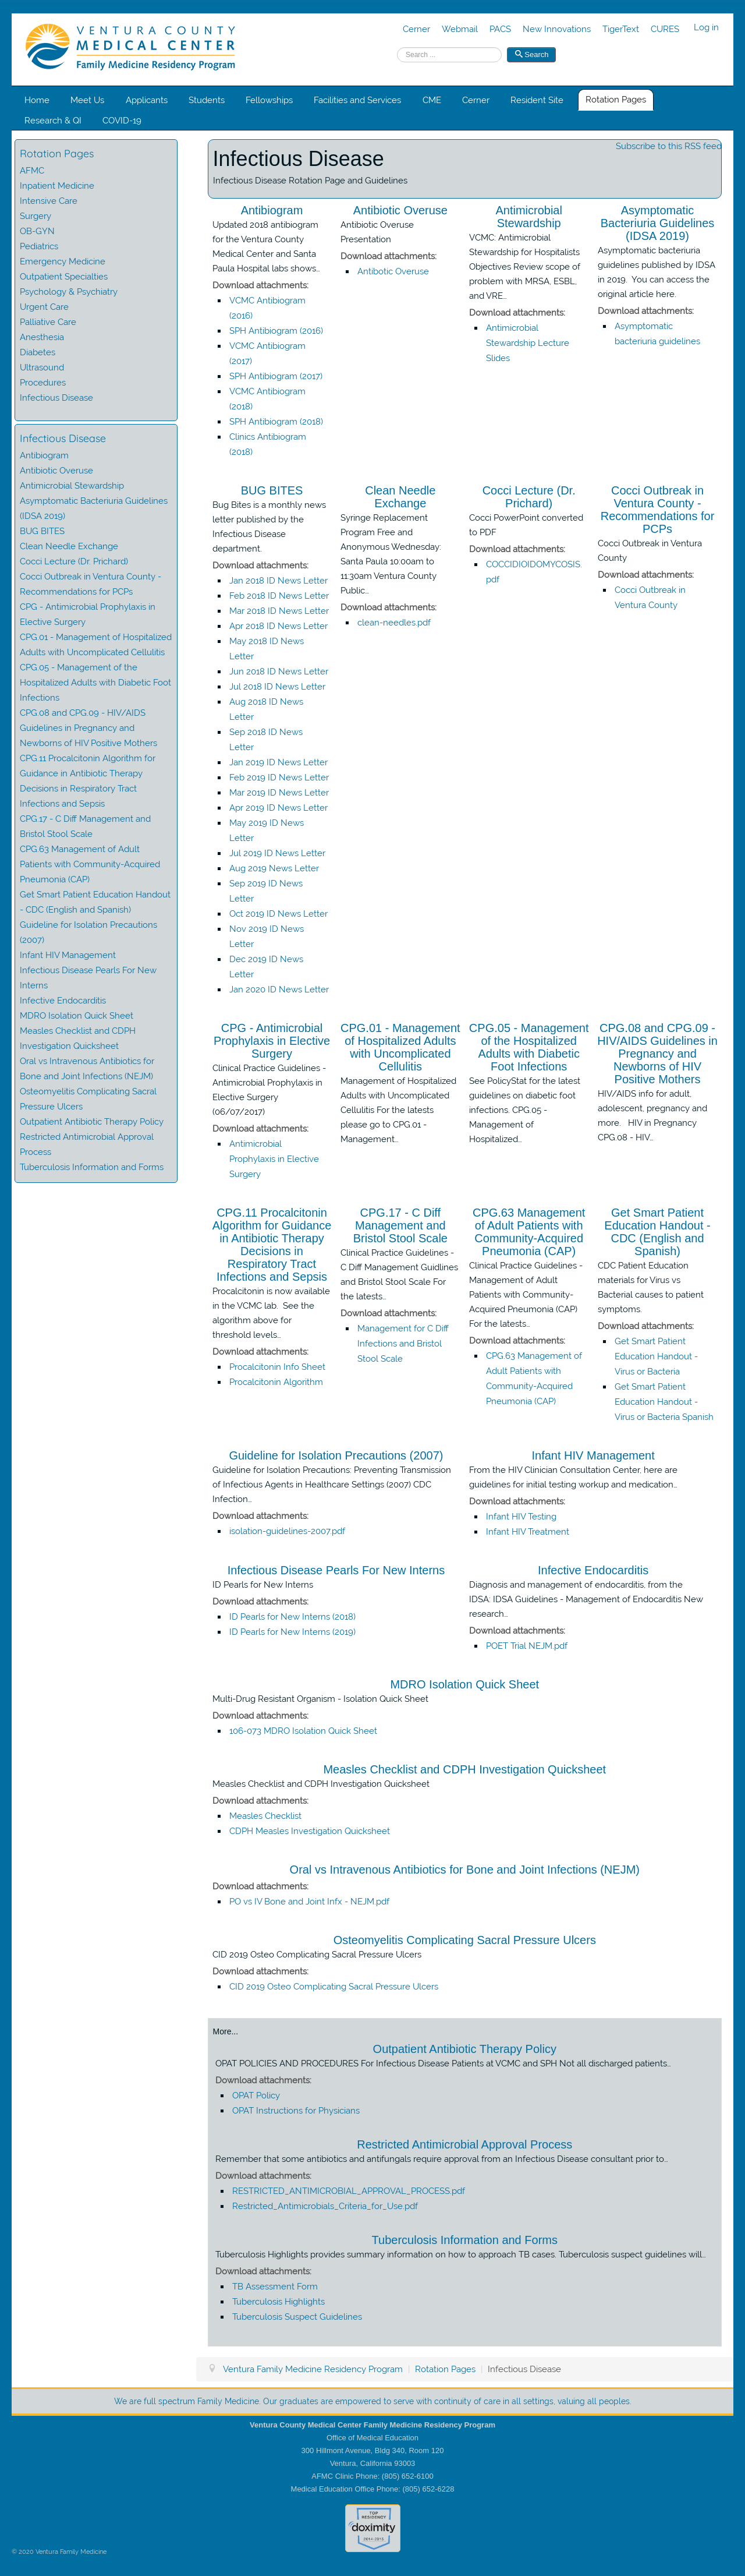 VENTURA COUNTY
MEDICAL CENTER
Family Medicine Residency Program
Cerner
Webmail
PACS
New Innovations
TigerText
CURES
Log in
Search ...
Search
Home
Meet Us
Applicants
Students
Fellowships
Facilities and Services
CME
Cerner
Resident Site
Rotation Pages
Research & QI
COVID-19
Rotation Pages
AFMC
Inpatient Medicine
Intensive Care
Surgery
OB-GYN
Pediatrics
Emergency Medicine
Outpatient Specialties
Psychology & Psychiatry
Urgent Care
Palliative Care
Anesthesia
Diabetes
Ultrasound
Procedures
Infectious Disease
Infectious Disease
Antibiogram
Antibiotic Overuse
Antimicrobial Stewardship
Asymptomatic Bacteriuria Guidelines
(IDSA 2019)
BUG BITES
Clean Needle Exchange
Cocci Lecture (Dr. Prichard)
Cocci Outbreak in Ventura County -
Recommendations for PCPs
CPG - Antimicrobial Prophylaxis in
Elective Surgery
CPG.01 - Management of Hospitalized
Adults with Uncomplicated Cellulitis
CPG.05 - Management of the
Hospitalized Adults with Diabetic Foot
Infections
CPG.08 and CPG.09 - HIV/AIDS
Guidelines in Pregnancy and
Newborns of HIV Positive Mothers
CPG.11 Procalcitonin Algorithm for
Guidance in Antibiotic Therapy
Decisions in Respiratory Tract
Infections and Sepsis
CPG.17 - C Diff Management and
Bristol Stool Scale
CPG.63 Management of Adult
Patients with Community-Acquired
Pneumonia (CAP)
Get Smart Patient Education Handout
- CDC (English and Spanish)
Guideline for Isolation Precautions
(2007)
Infant HIV Management
Infectious Disease Pearls For New
Interns
Infective Endocarditis
MDRO Isolation Quick Sheet
Measles Checklist and CDPH
Investigation Quicksheet
Oral vs Intravenous Antibiotics for
Bone and Joint Infections (NEJM)
Osteomyelitis Complicating Sacral
Pressure Ulcers
Outpatient Antibiotic Therapy Policy
Restricted Antimicrobial Approval
Process
Tuberculosis Information and Forms
Subscribe to this RSS feed
Infectious Disease
Infectious Disease Rotation Page and Guidelines
Antibiogram
Updated 2018 antibiogram
for the Ventura County
Medical Center and Santa
Paula Hospital labs shows...
Download attachments:
VCMC Antibiogram
(2016)
SPH Antibiogram (2016)
VCMC Antibiogram
(2017)
SPH Antibiogram (2017)
VCMC Antibiogram
(2018)
SPH Antibiogram (2018)
Clinics Antibiogram
(2018)
Antibiotic Overuse
Antibiotic Overuse
Presentation
Download attachments:
Antibotic Overuse
Antimicrobial
Stewardship
VCMC: Antimicrobial
Stewardship for Hospitalists
Objectives Review scope of
problem with MRSA, ESBL,
and VRE...
Download attachments:
Antimicrobial
Stewardship Lecture
Slides
Asymptomatic
Bacteriuria Guidelines
(IDSA 2019)
Asymptomatic bacteriuria
guidelines published by IDSA
in 2019.  You can access the
original article here.
Download attachments:
Asymptomatic
bacteriuria guidelines
BUG BITES
Bug Bites is a monthly news
letter published by the
Infectious Disease
department.
Download attachments:
Jan 2018 ID News Letter
Feb 2018 ID News Letter
Mar 2018 ID News Letter
Apr 2018 ID News Letter
May 2018 ID News
Letter
Jun 2018 ID News Letter
Jul 2018 ID News Letter
Aug 2018 ID News
Letter
Sep 2018 ID News
Letter
Jan 2019 ID News Letter
Feb 2019 ID News Letter
Mar 2019 ID News Letter
Apr 2019 ID News Letter
May 2019 ID News
Letter
Jul 2019 ID News Letter
Aug 2019 News Letter
Sep 2019 ID News
Letter
Oct 2019 ID News Letter
Nov 2019 ID News
Letter
Dec 2019 ID News
Letter
Jan 2020 ID News Letter
Clean Needle
Exchange
Syringe Replacement
Program Free and
Anonymous Wednesday:
Santa Paula 10:00am to
11:30am Ventura County
Public...
Download attachments:
clean-needles.pdf
Cocci Lecture (Dr.
Prichard)
Cocci PowerPoint converted
to PDF
Download attachments:
COCCIDIOIDOMYCOSIS.
pdf
Cocci Outbreak in
Ventura County -
Recommendations for
PCPs
Cocci Outbreak in Ventura
County
Download attachments:
Cocci Outbreak in
Ventura County
CPG - Antimicrobial
Prophylaxis in Elective
Surgery
Clinical Practice Guidelines -
Antimicrobial Prophylaxis in
Elective Surgery
(06/07/2012)
Download attachments:
Antimicrobial
Prophylaxis in Elective
Surgery
CPG.01 - Management
of Hospitalized Adults
with Uncomplicated
Cellulitis
Management of Hospitalized
Adults with Uncomplicated
Cellulitis For the latests
please go to CPG.01 -
Management...
CPG.05 - Management
of the Hospitalized
Adults with Diabetic
Foot Infections
See PolicyStat for the latest
guidelines on diabetic foot
infections. CPG.05 -
Management of
Hospitalized...
CPG.08 and CPG.09 -
HIV/AIDS Guidelines in
Pregnancy and
Newborns of HIV
Positive Mothers
HIV/AIDS info for adult,
adolescent, pregnancy and
more.   HIV in Pregnancy
CPG.08 - HIV...
CPG.11 Procalcitonin
Algorithm for Guidance
in Antibiotic Therapy
Decisions in
Respiratory Tract
Infections and Sepsis
Procalcitonin is now available
in the VCMC lab.  See the
algorithm above for
threshold levels...
Download attachments:
Procalcitonin Info Sheet
Procalcitonin Algorithm
CPG.17 - C Diff
Management and
Bristol Stool Scale
Clinical Practice Guidelines -
C Diff Management Guidlines
and Bristol Stool Scale For
the latests...
Download attachments:
Management for C Diff
Infections and Bristol
Stool Scale
CPG.63 Management
of Adult Patients with
Community-Acquired
Pneumonia (CAP)
Clinical Practice Guidelines -
Management of Adult
Patients with Community-
Acquired Pneumonia (CAP)
For the latests...
Download attachments:
CPG.63 Management of
Adult Patients with
Community-Acquired
Pneumonia (CAP)
Get Smart Patient
Education Handout -
CDC (English and
Spanish)
CDC Patient Education
materials for Virus vs
Bacterial causes to patient
symptoms.
Download attachments:
Get Smart Patient
Education Handout -
Virus or Bacteria
Get Smart Patient
Education Handout -
Virus or Bacteria Spanish
Guideline for Isolation Precautions (2007)
Guideline for Isolation Precautions: Preventing Transmission
of Infectious Agents in Healthcare Settings (2007) CDC
Infection...
Download attachments:
isolation-guidelines-2007.pdf
Infant HIV Management
From the HIV Clinician Consultation Center, here are
guidelines for initial testing workup and medication...
Download attachments:
Infant HIV Testing
Infant HIV Treatment
Infectious Disease Pearls For New Interns
ID Pearls for New Interns
Download attachments:
ID Pearls for New Interns (2018)
ID Pearls for New Interns (2019)
Infective Endocarditis
Diagnosis and management of endocarditis, from the
IDSA. IDSA Guidelines - Management of Endocarditis New
research...
Download attachments:
POET Trial NEJM.pdf
MDRO Isolation Quick Sheet
Multi-Drug Resistant Organism - Isolation Quick Sheet
Download attachments:
106-073 MDRO Isolation Quick Sheet
Measles Checklist and CDPH Investigation Quicksheet
Measles Checklist and CDPH Investigation Quicksheet
Download attachments:
Measles Checklist
CDPH Measles Investigation Quicksheet
Oral vs Intravenous Antibiotics for Bone and Joint Infections (NEJM)
Download attachments:
PO vs IV Bone and Joint Infx - NEJM.pdf
Osteomyelitis Complicating Sacral Pressure Ulcers
CID 2019 Osteo Complicating Sacral Pressure Ulcers
Download attachments:
CID 2019 Osteo Complicating Sacral Pressure Ulcers
More...
Outpatient Antibiotic Therapy Policy
OPAT POLICIES AND PROCEDURES For Infectious Disease Patients at VCMC and SPH Not all discharged patients...
Download attachments:
OPAT Policy
OPAT Instructions for Physicians
Restricted Antimicrobial Approval Process
Remember that some antibiotics and antifungals require approval from an Infectious Disease consultant prior to...
Download attachments:
RESTRICTED_ANTIMICROBIAL_APPROVAL_PROCESS.pdf
Restricted_Antimicrobials_Criteria_for_Use.pdf
Tuberculosis Information and Forms
Tuberculosis Highlights provides summary information on how to approach TB cases. Tuberculosis suspect guidelines will...
Download attachments:
TB Assessment Form
Tuberculosis Highlights
Tuberculosis Suspect Guidelines
Ventura Family Medicine Residency Program | Rotation Pages | Infectious Disease
We are full spectrum Family Medicine. Our graduates are empowered to serve with continuity of care in all settings, valuing all peoples.
Ventura County Medical Center Family Medicine Residency Program
Office of Medical Education
300 Hillmont Avenue, Bldg 340, Room 120
Ventura, California 93003
AFMC Clinic Phone: (805) 652-6100
Medical Education Office Phone: (805) 652-6228
TOP
RESIDENCY
doximity
2014-2015
© 2020 Ventura Family Medicine